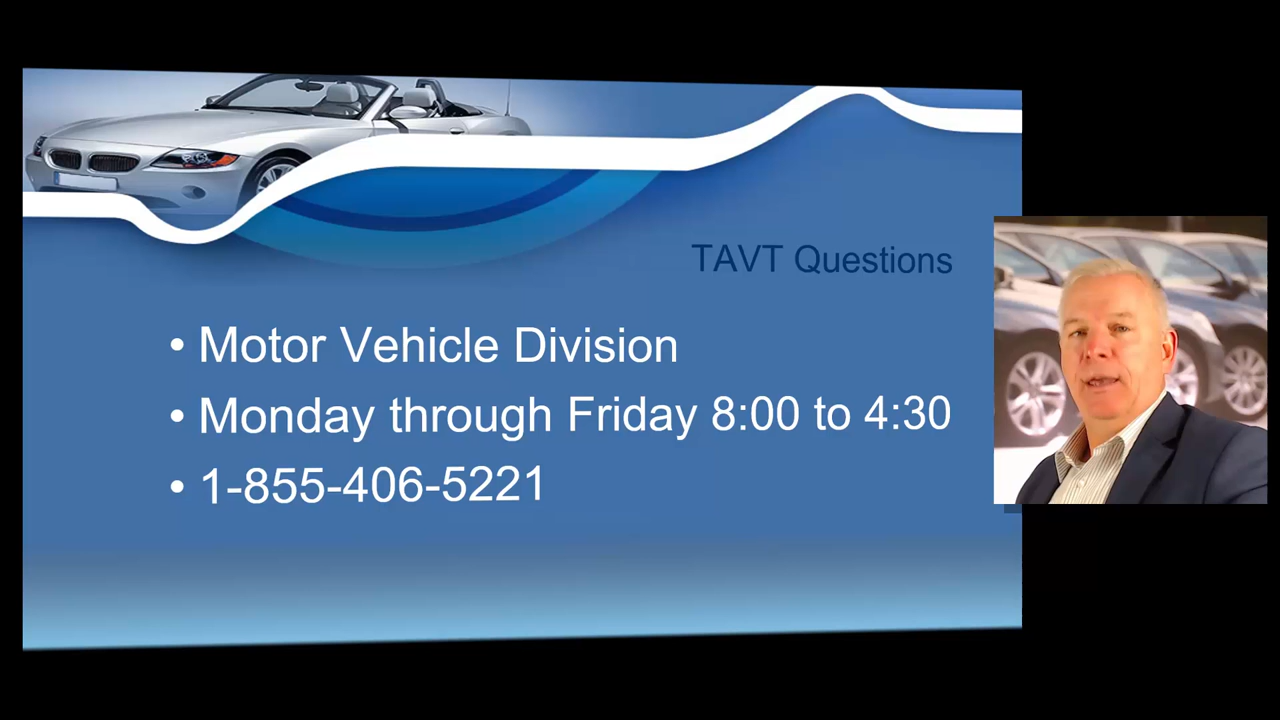 TAVT Questions
• Motor Vehicle Division
• Monday through Friday 8:00 to 4:30
• 1-855-406-5221